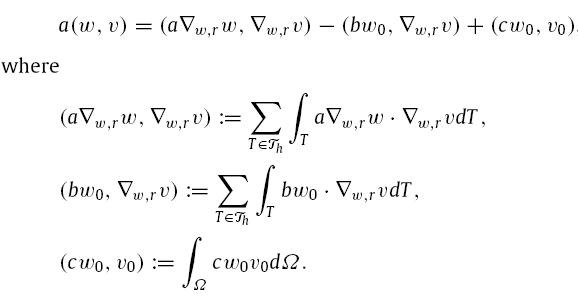 a(w, v) = (a∇_{w,r}w, ∇_{w,r}v) − (bw_0, ∇_{w,r}v) + (cw_0, v_0).
where
(a∇_{w,r}w, ∇_{w,r}v) := ∑_{T∈𝒯_h} ∫_T a∇_{w,r}w · ∇_{w,r}v dT,
(bw_0, ∇_{w,r}v) := ∑_{T∈𝒯_h} ∫_T bw_0 · ∇_{w,r}v dT,
(cw_0, v_0) := ∫_Ω cw_0v_0 dΩ.